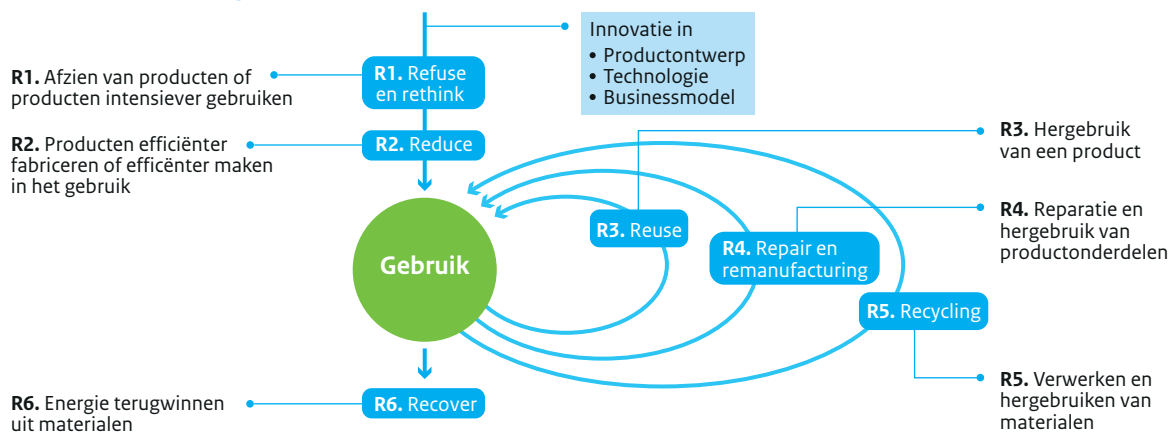 Innovatie in
• Productontwerp
• Technologie
• Businessmodel
R1. Afzien van producten of
producten intensiever gebruiken
R1. Refuse
en rethink
R2. Producten efficiënter
fabriceren of efficënter maken
in het gebruik
R2. Reduce
R3. Hergebruik
van een product
R3. Reuse
R4. Reparatie en
hergebruik van
productonderdelen
R4. Repair en
remanufacturing
Gebruik
R5. Recycling
R5. Verwerken en
hergebruiken van
materialen
R6. Energie terugwinnen
uit materialen
R6. Recover